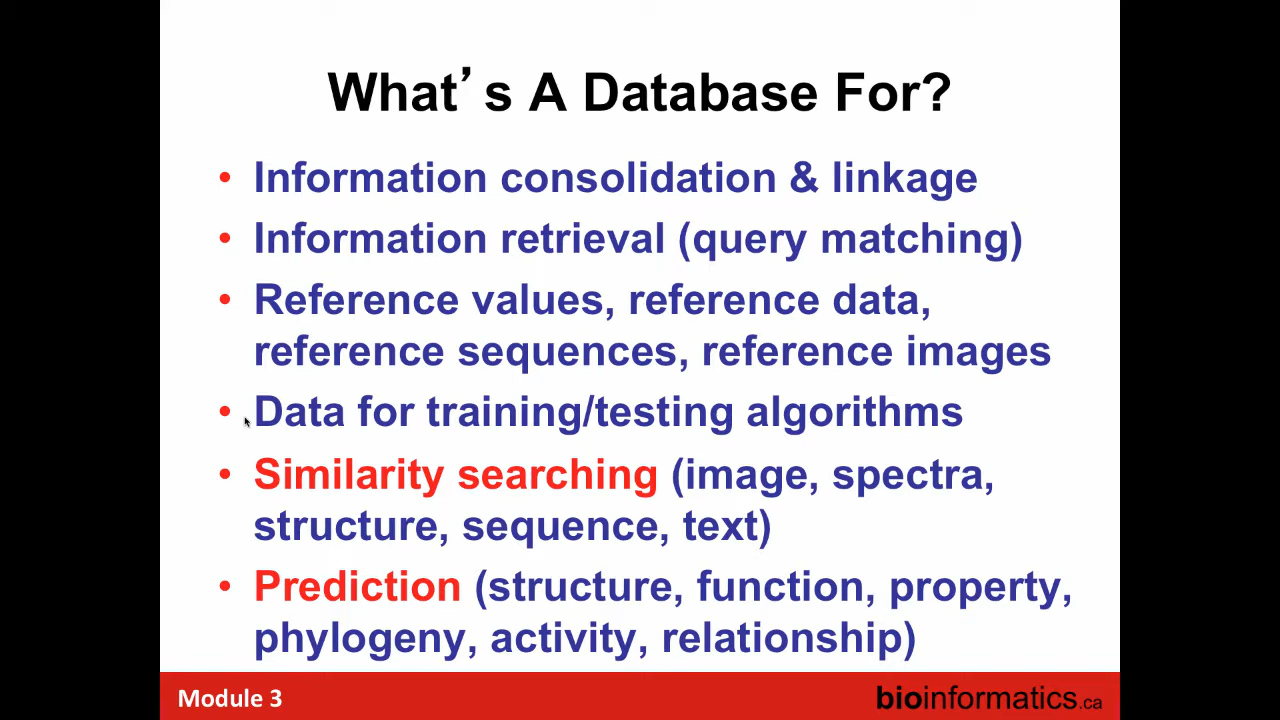 What's A Database For?
• Information consolidation & linkage
• Information retrieval (query matching)
• Reference values, reference data,
reference sequences, reference images
• Data for training/testing algorithms
• Similarity searching (image, spectra,
structure, sequence, text)
• Prediction (structure, function, property,
phylogeny, activity, relationship)
Module 3
bioinformatics.ca